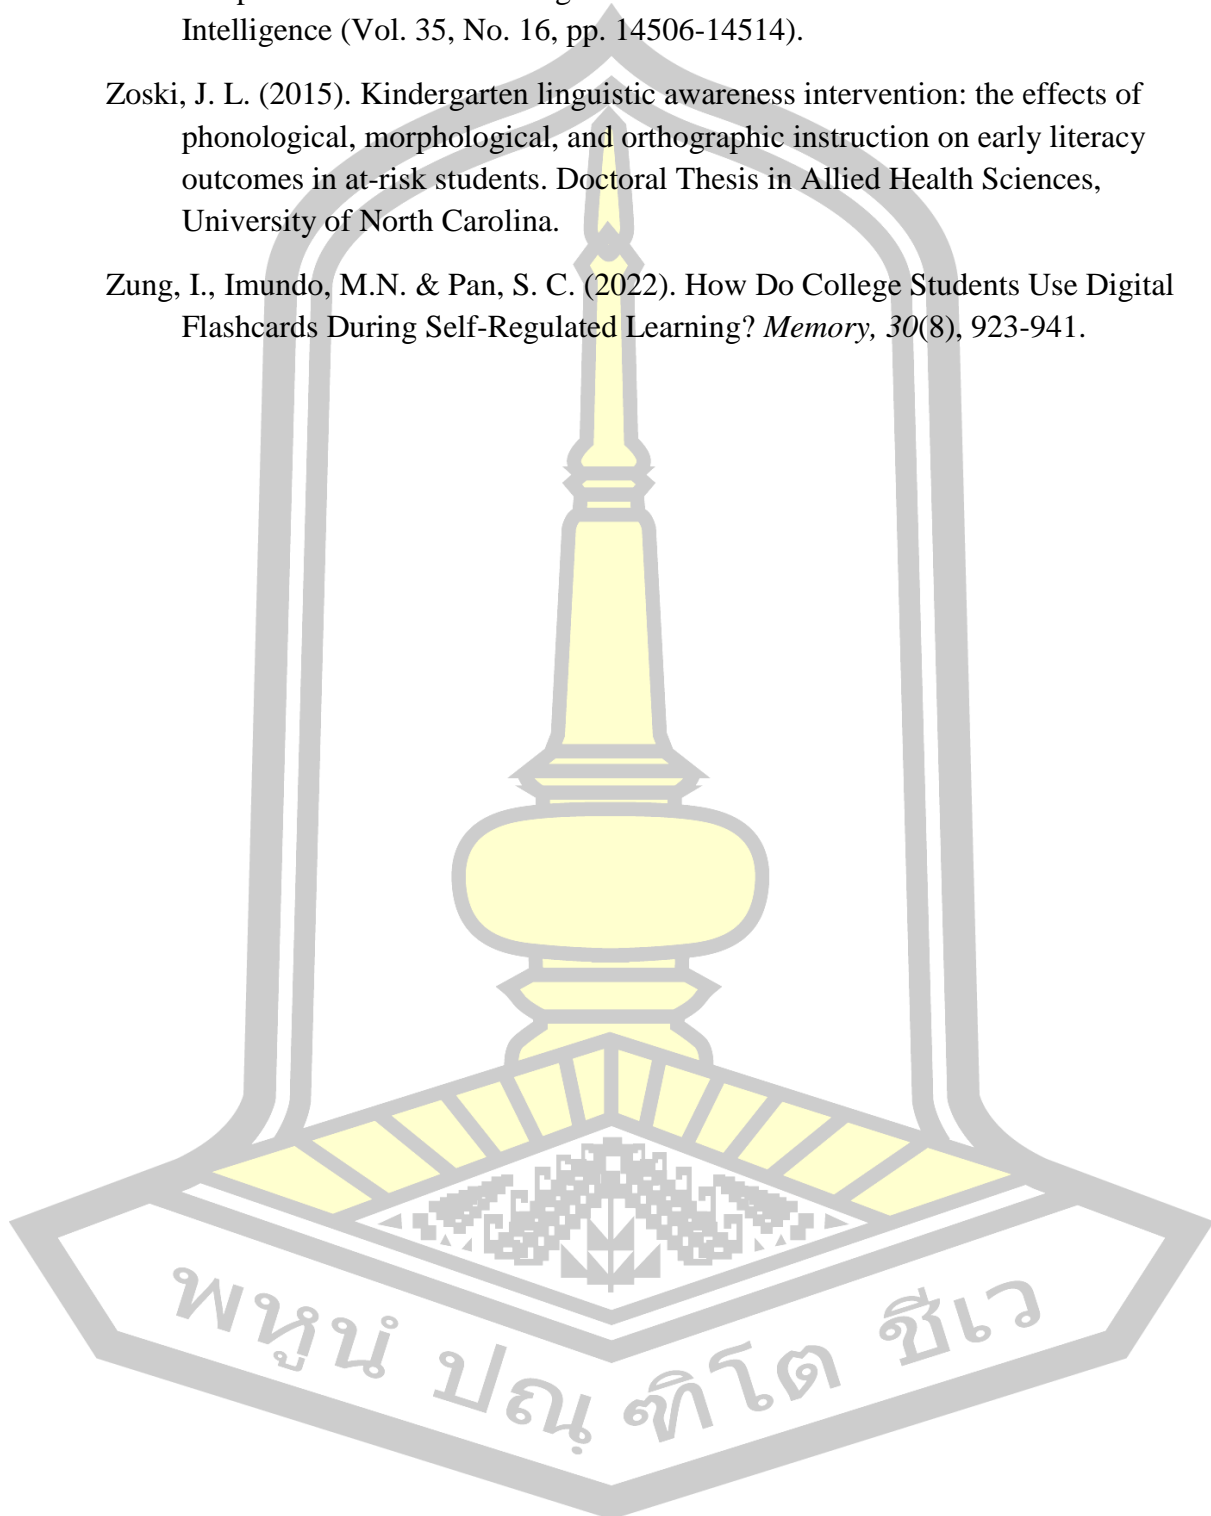 Intelligence (Vol. 35, No. 16, pp. 14506-14514).
Zoski, J. L. (2015). Kindergarten linguistic awareness intervention: the effects of
phonological, morphological, and orthographic instruction on early literacy
outcomes in at-risk students. Doctoral Thesis in Allied Health Sciences,
University of North Carolina.
Zung, I., Imundo, M.N. & Pan, S. C. (2022). How Do College Students Use Digital
Flashcards During Self-Regulated Learning? Memory, 30(8), 923-941.
พหูนํ ปณฺฑิโต ชีเว